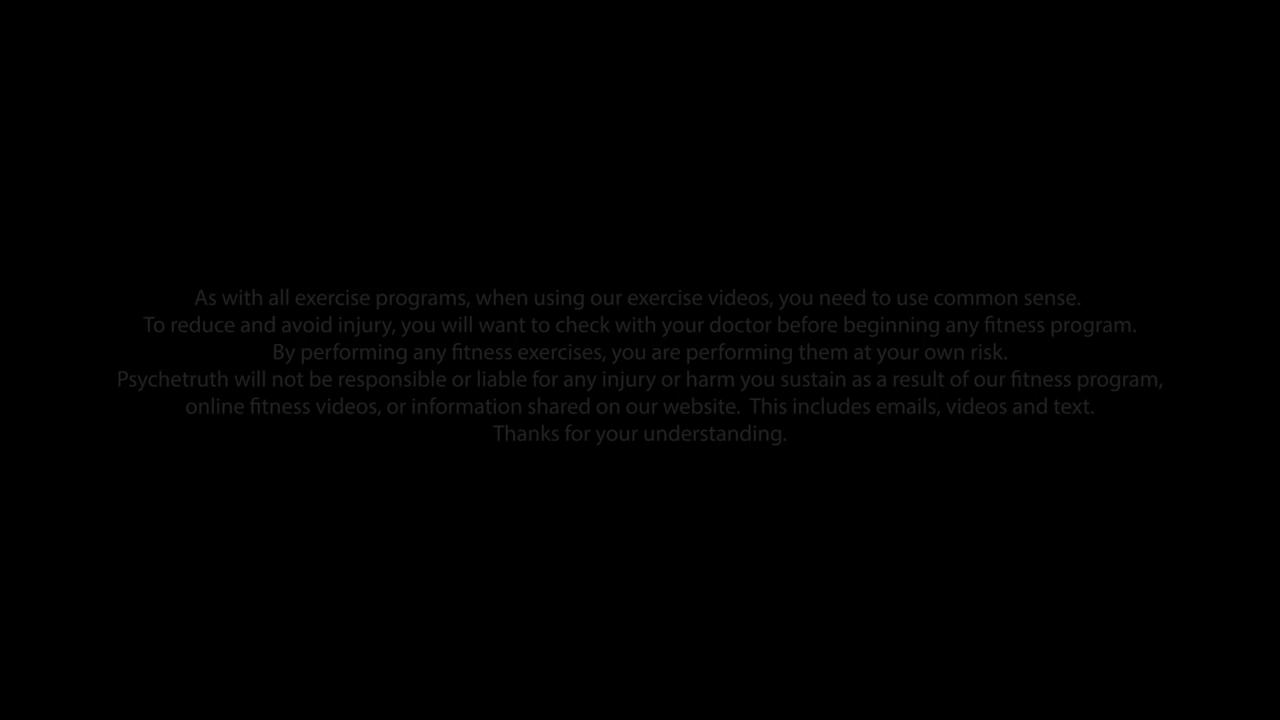 As with all exercise programs, when using our exercise videos, you need to use common sense.
To reduce and avoid injury, you will want to check with your doctor before beginning any fitness program.
By performing any fitness exercises, you are performing them at your own risk.
Psychetruth will not be responsible or liable for any injury or harm you sustain as a result of our fitness program,
online fitness videos, or information shared on our website.  This includes emails, videos and text.
Thanks for your understanding.